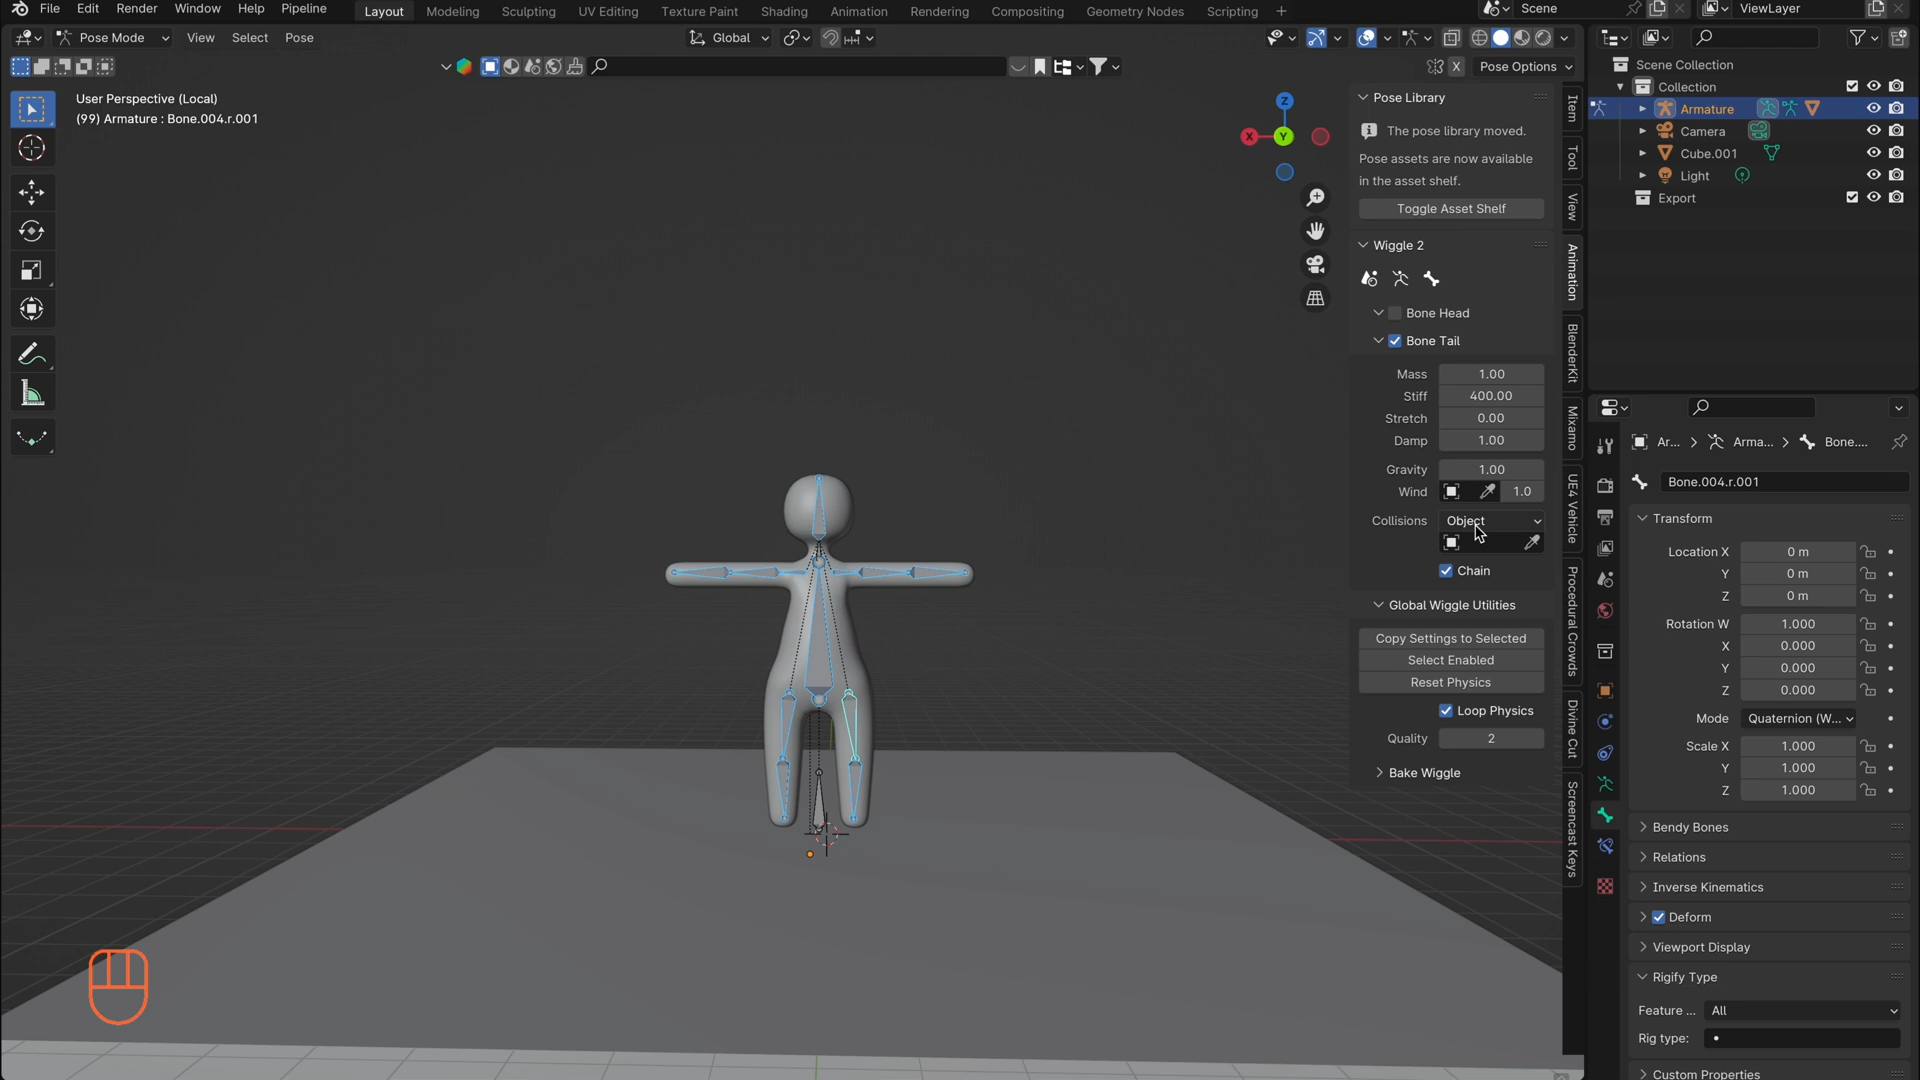 File Edit Render Window Help Pipeline Layout Modeling Sculpting UV Editing Texture Paint Shading Animation Rendering Compositing Geometry Nodes Scripting + Scene ViewLayer
Pose Mode View Select Pose Global
X Pose Options
User Perspective (Local)
(99) Armature : Bone.004.r.001
Z
X
Y
Pose Library
The pose library moved.
Pose assets are now available
in the asset shelf.
Toggle Asset Shelf
Wiggle 2
Bone Head
Bone Tail
Mass 1.00
Stiff 400.00
Stretch 0.00
Damp 1.00
Gravity 1.00
Wind 1.0
Collisions Object
Chain
Global Wiggle Utilities
Copy Settings to Selected
Select Enabled
Reset Physics
Loop Physics
Quality 2
Bake Wiggle
Item
Tool
View
Animation
BlenderKit
Mixamo
UE4 Vehicle
Procedural Crowds
Divine Cut
Screencast Keys
Scene Collection
Collection
Armature
Camera
Cube.001
Light
Export
Ar... > Arma... > Bone....
Bone.004.r.001
Transform
Location X 0 m
Y 0 m
Z 0 m
Rotation W 1.000
X 0.000
Y 0.000
Z 0.000
Mode Quaternion (W...
Scale X 1.000
Y 1.000
Z 1.000
Bendy Bones
Relations
Inverse Kinematics
Deform
Viewport Display
Rigify Type
Feature ... All
Rig type:
Custom Properties